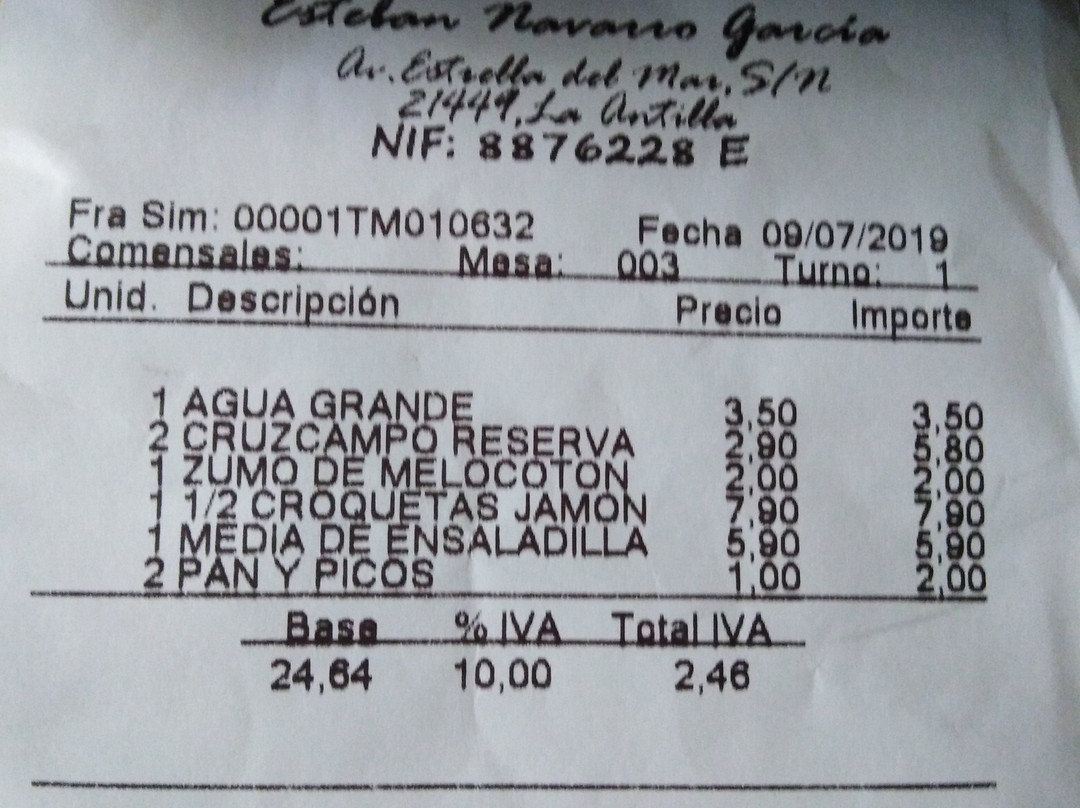 Esteban Navarro García
Av. Estrella del Mar, S/N
21449, La Antilla
NIF: 8876228 E
Fra Sim: 00001TM010632 Fecha 09/07/2019
Comensales: Mesa: 003 Turno: 1
Unid. Descripción Precio Importe
1 AGUA GRANDE 3,50 3,50
2 CRUZCAMPO RESERVA 2,90 5,80
1 ZUMO DE MELOCOTON 2,00 2,00
1 1/2 CROQUETAS JAMON 7,90 7,90
1 MEDIA DE ENSALADILLA 5,90 5,90
2 PAN Y PICOS 1,00 2,00
Base % IVA Total IVA
24,64 10,00 2,46